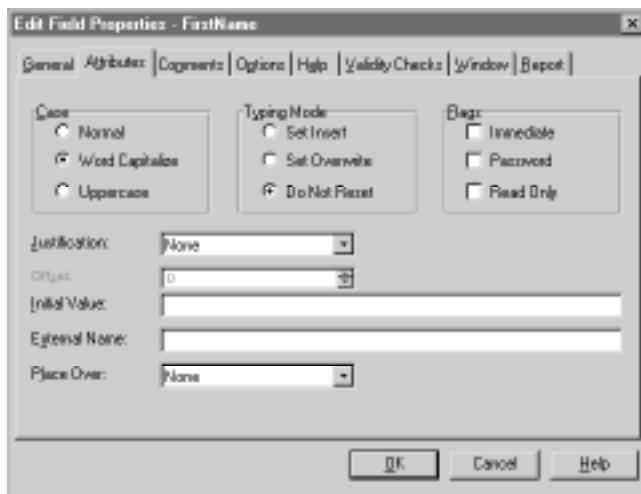 Edit Field Properties - FirstName
General Attributes Comments Options Help Validity Checks Window Report
Case Typing Mode Flags
Normal Set Insert Immediate
Word Capitalize Set Overwrite Password
Uppercase Do Not Reset Read Only
Justification: None
Offset: 0
Initial Value:
External Name:
Place Over: None
OK Cancel Help